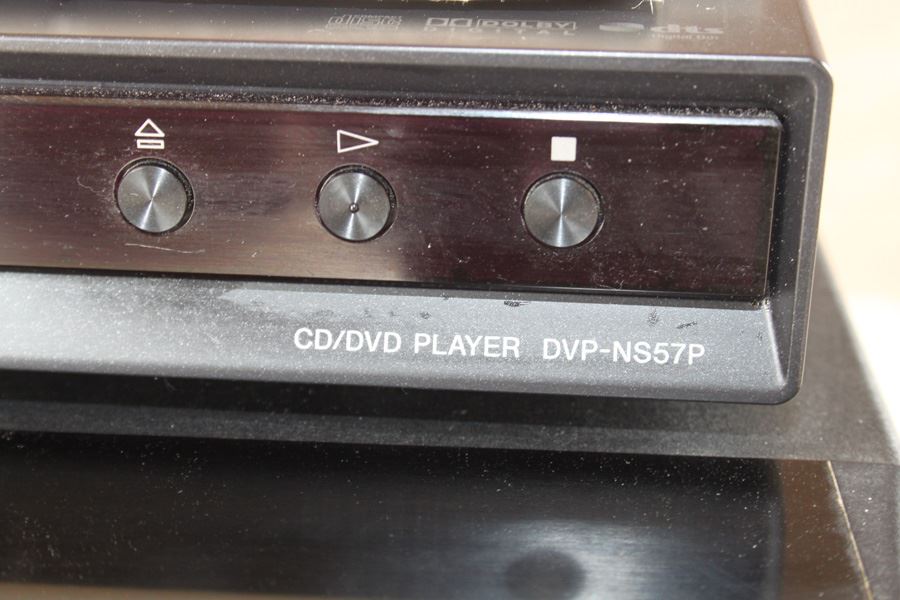 DOLBY
DIGITAL
dts
CD/DVD PLAYER DVP-NS57P